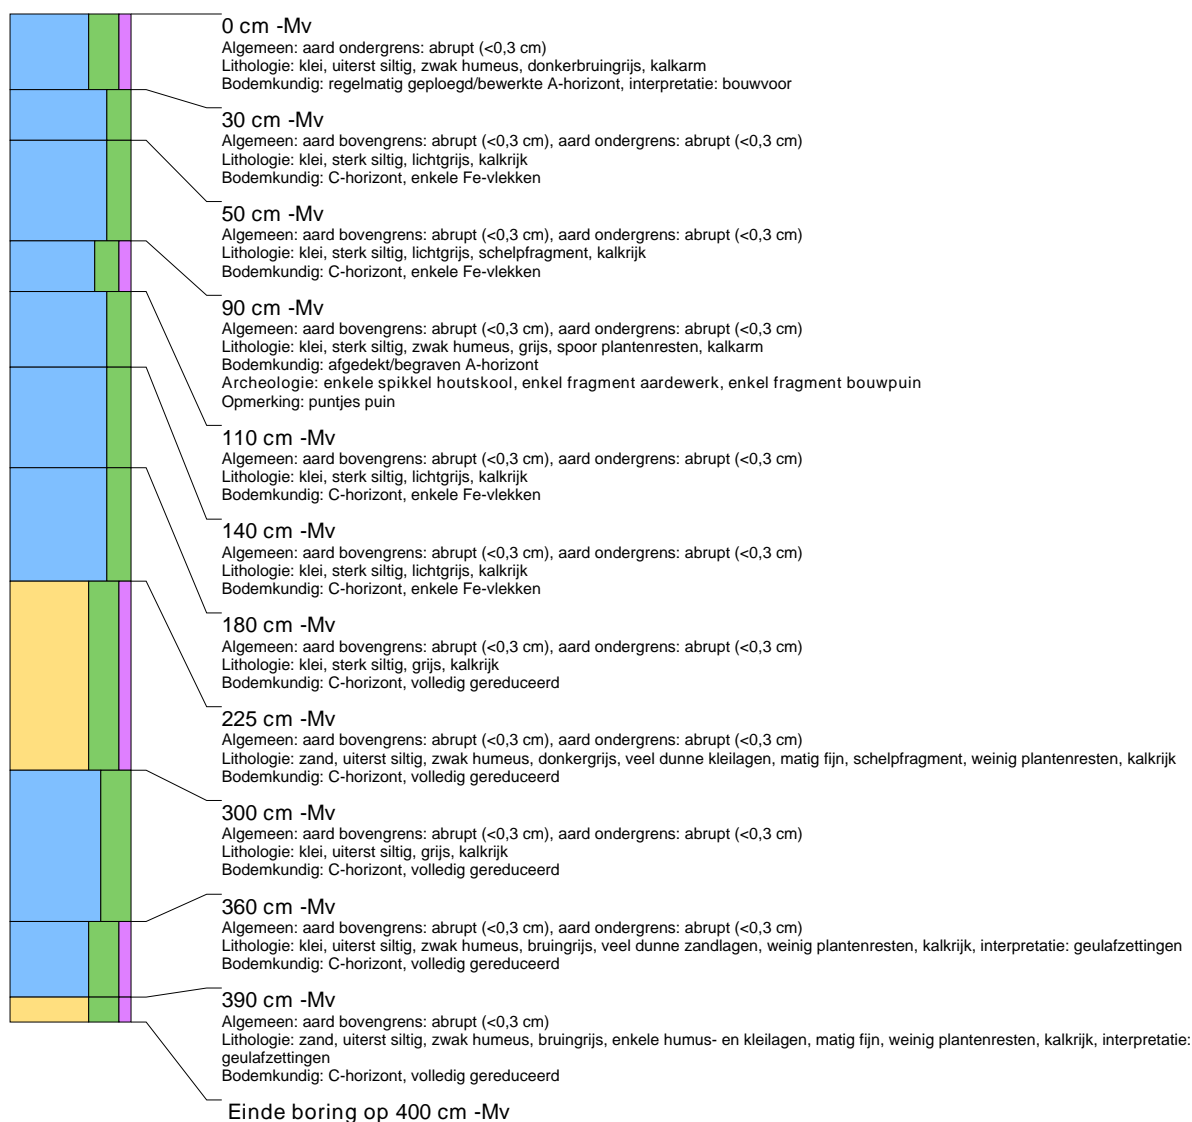 0 cm -Mv
Algemeen: aard ondergrens: abrupt (<0,3 cm)
Lithologie: klei, uiterst siltig, zwak humeus, donkerbruingrijs, kalkarm
Bodemkundig: regelmatig geploegd/bewerkte A-horizont, interpretatie: bouwvoor
30 cm -Mv
Algemeen: aard bovengrens: abrupt (<0,3 cm), aard ondergrens: abrupt (<0,3 cm)
Lithologie: klei, sterk siltig, lichtgrijs, kalkrijk
Bodemkundig: C-horizont, enkele Fe-vlekken
50 cm -Mv
Algemeen: aard bovengrens: abrupt (<0,3 cm), aard ondergrens: abrupt (<0,3 cm)
Lithologie: klei, sterk siltig, lichtgrijs, schelpfragment, kalkrijk
Bodemkundig: C-horizont, enkele Fe-vlekken
90 cm -Mv
Algemeen: aard bovengrens: abrupt (<0,3 cm), aard ondergrens: abrupt (<0,3 cm)
Lithologie: klei, sterk siltig, zwak humeus, grijs, spoor plantenresten, kalkarm
Bodemkundig: afgedekt/begraven A-horizont
Archeologie: enkele spikkel houtskool, enkel fragment aardewerk, enkel fragment bouwpuin
Opmerking: puntjes puin
110 cm -Mv
Algemeen: aard bovengrens: abrupt (<0,3 cm), aard ondergrens: abrupt (<0,3 cm)
Lithologie: klei, sterk siltig, lichtgrijs, kalkrijk
Bodemkundig: C-horizont, enkele Fe-vlekken
140 cm -Mv
Algemeen: aard bovengrens: abrupt (<0,3 cm), aard ondergrens: abrupt (<0,3 cm)
Lithologie: klei, sterk siltig, lichtgrijs, kalkrijk
Bodemkundig: C-horizont, enkele Fe-vlekken
180 cm -Mv
Algemeen: aard bovengrens: abrupt (<0,3 cm), aard ondergrens: abrupt (<0,3 cm)
Lithologie: klei, sterk siltig, grijs, kalkrijk
Bodemkundig: C-horizont, volledig gereduceerd
225 cm -Mv
Algemeen: aard bovengrens: abrupt (<0,3 cm), aard ondergrens: abrupt (<0,3 cm)
Lithologie: zand, uiterst siltig, zwak humeus, donkergrijs, veel dunne kleilagen, matig fijn, schelpfragment, weinig plantenresten, kalkrijk
Bodemkundig: C-horizont, volledig gereduceerd
300 cm -Mv
Algemeen: aard bovengrens: abrupt (<0,3 cm), aard ondergrens: abrupt (<0,3 cm)
Lithologie: klei, uiterst siltig, grijs, kalkrijk
Bodemkundig: C-horizont, volledig gereduceerd
360 cm -Mv
Algemeen: aard bovengrens: abrupt (<0,3 cm), aard ondergrens: abrupt (<0,3 cm)
Lithologie: klei, uiterst siltig, zwak humeus, bruingrijs, veel dunne zandlagen, weinig plantenresten, kalkrijk, interpretatie: geulafzettingen
Bodemkundig: C-horizont, volledig gereduceerd
390 cm -Mv
Algemeen: aard bovengrens: abrupt (<0,3 cm)
Lithologie: zand, uiterst siltig, zwak humeus, bruingrijs, enkele humus- en kleilagen, matig fijn, weinig plantenresten, kalkrijk, interpretatie:
geulafzettingen
Bodemkundig: C-horizont, volledig gereduceerd
Einde boring op 400 cm -Mv